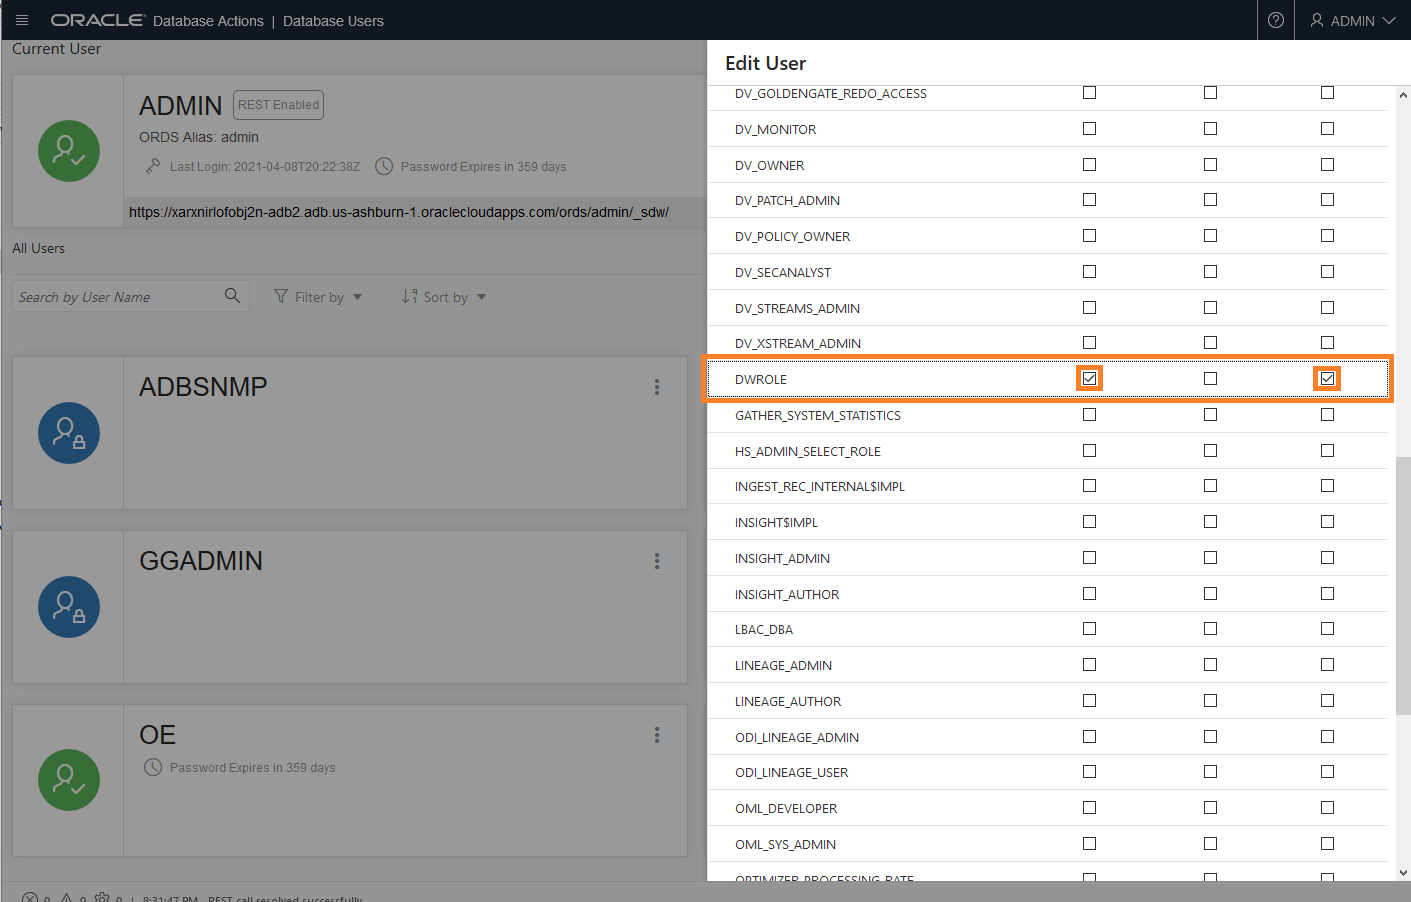 ORACLE® Database Actions | Database Users
ADMIN
Current User
ADMIN REST Enabled
ORDS Alias: admin
Last Login: 2021-04-08T20:22:38Z Password Expires in 359 days
https://xarxnirlofobj2n-adb2.adb.us-ashburn-1.oraclecloudapps.com/ords/admin/_sdw/
All Users
Search by User Name Filter by Sort by
ADBSNMP
GGADMIN
OE
Password Expires in 359 days
0 0 0 | 8:31:47 PM REST call resolved successfully
Edit User
DV_GOLDENGATE_REDO_ACCESS
DV_MONITOR
DV_OWNER
DV_PATCH_ADMIN
DV_POLICY_OWNER
DV_SECANALYST
DV_STREAMS_ADMIN
DV_XSTREAM_ADMIN
DWROLE
GATHER_SYSTEM_STATISTICS
HS_ADMIN_SELECT_ROLE
INGEST_REC_INTERNAL$IMPL
INSIGHT$IMPL
INSIGHT_ADMIN
INSIGHT_AUTHOR
LBAC_DBA
LINEAGE_ADMIN
LINEAGE_AUTHOR
ODI_LINEAGE_ADMIN
ODI_LINEAGE_USER
OML_DEVELOPER
OML_SYS_ADMIN
OPTIMIZER_PROCESSING_RATE